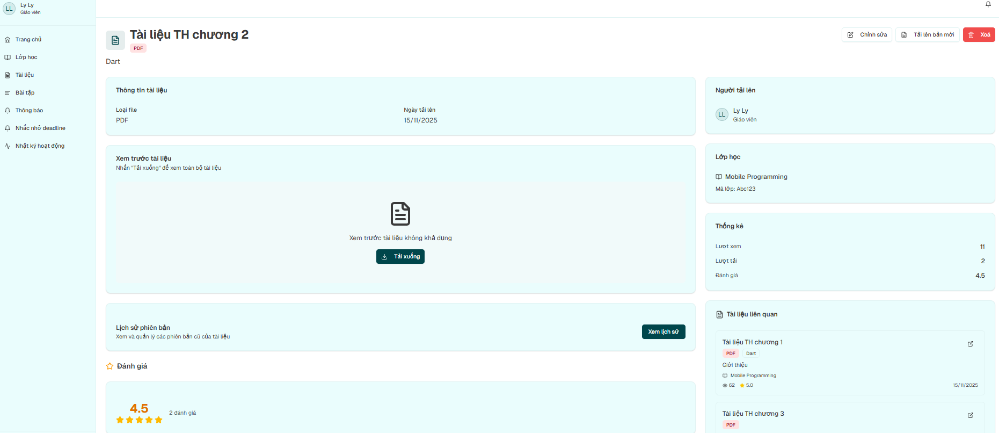 LL
Ly Ly
Giáo viên
Trang chủ
Lớp học
Tài liệu
Bài tập
Thông báo
Nhắc nhở deadline
Nhật ký hoạt động
Tài liệu TH chương 2
PDF
Dart
Chỉnh sửa
Tải lên bản mới
Xoá
Thông tin tài liệu
Loại file
PDF
Ngày tải lên
15/11/2025
Xem trước tài liệu
Nhấn "Tải xuống" để xem toàn bộ tài liệu
Xem trước tài liệu không khả dụng
Tải xuống
Lịch sử phiên bản
Xem và quản lý các phiên bản cũ của tài liệu
Xem lịch sử
Đánh giá
4.5
2 đánh giá
Người tải lên
LL
Ly Ly
Giáo viên
Lớp học
Mobile Programming
Mã lớp: Abc123
Thống kê
Lượt xem 11
Lượt tải 2
Đánh giá 4.5
Tài liệu liên quan
Tài liệu TH chương 1
PDF Dart
Giới thiệu
Mobile Programming
62 5.0 15/11/2025
Tài liệu TH chương 3
PDF